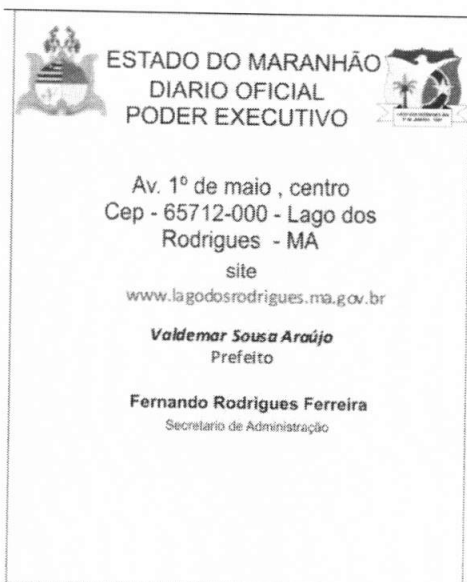 ESTADO DO MARANHÃO
DIARIO OFICIAL
PODER EXECUTIVO
Av. 1º de maio , centro
Cep - 65712-000 - Lago dos
Rodrigues - MA
site
www.lagodosrodrigues.ma.gov.br
Valdemar Sousa Araújo
Prefeito
Fernando Rodrigues Ferreira
Secretario de Administração